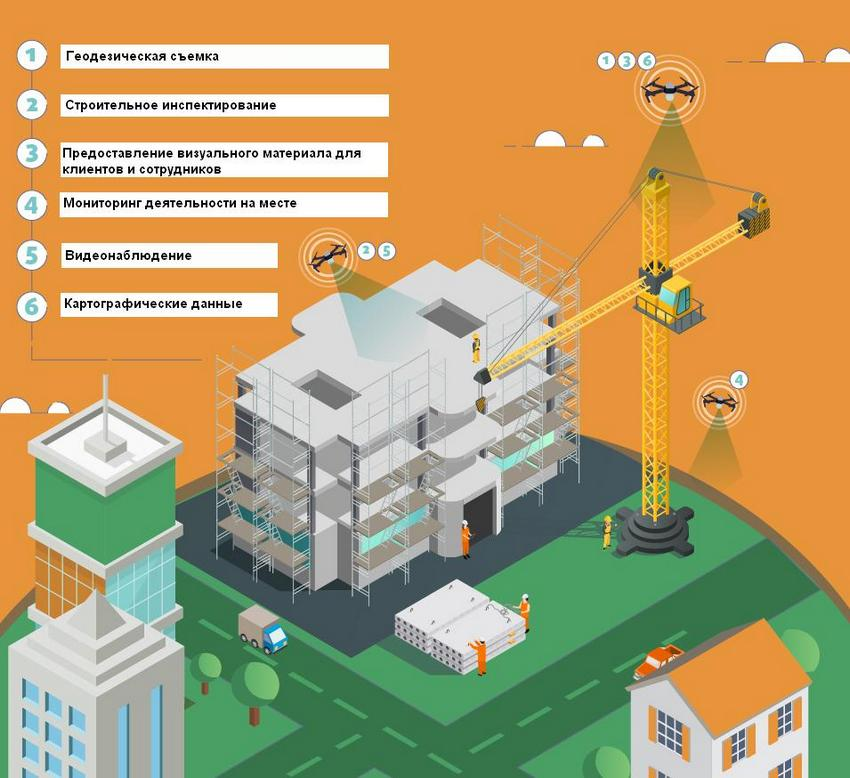 1 Геодезическая съемка
2 Строительное инспектирование
3 Предоставление визуального материала для
клиентов и сотрудников
4 Мониторинг деятельности на месте
5 Видеонаблюдение
6 Картографические данные
1 3 6
2 5
4